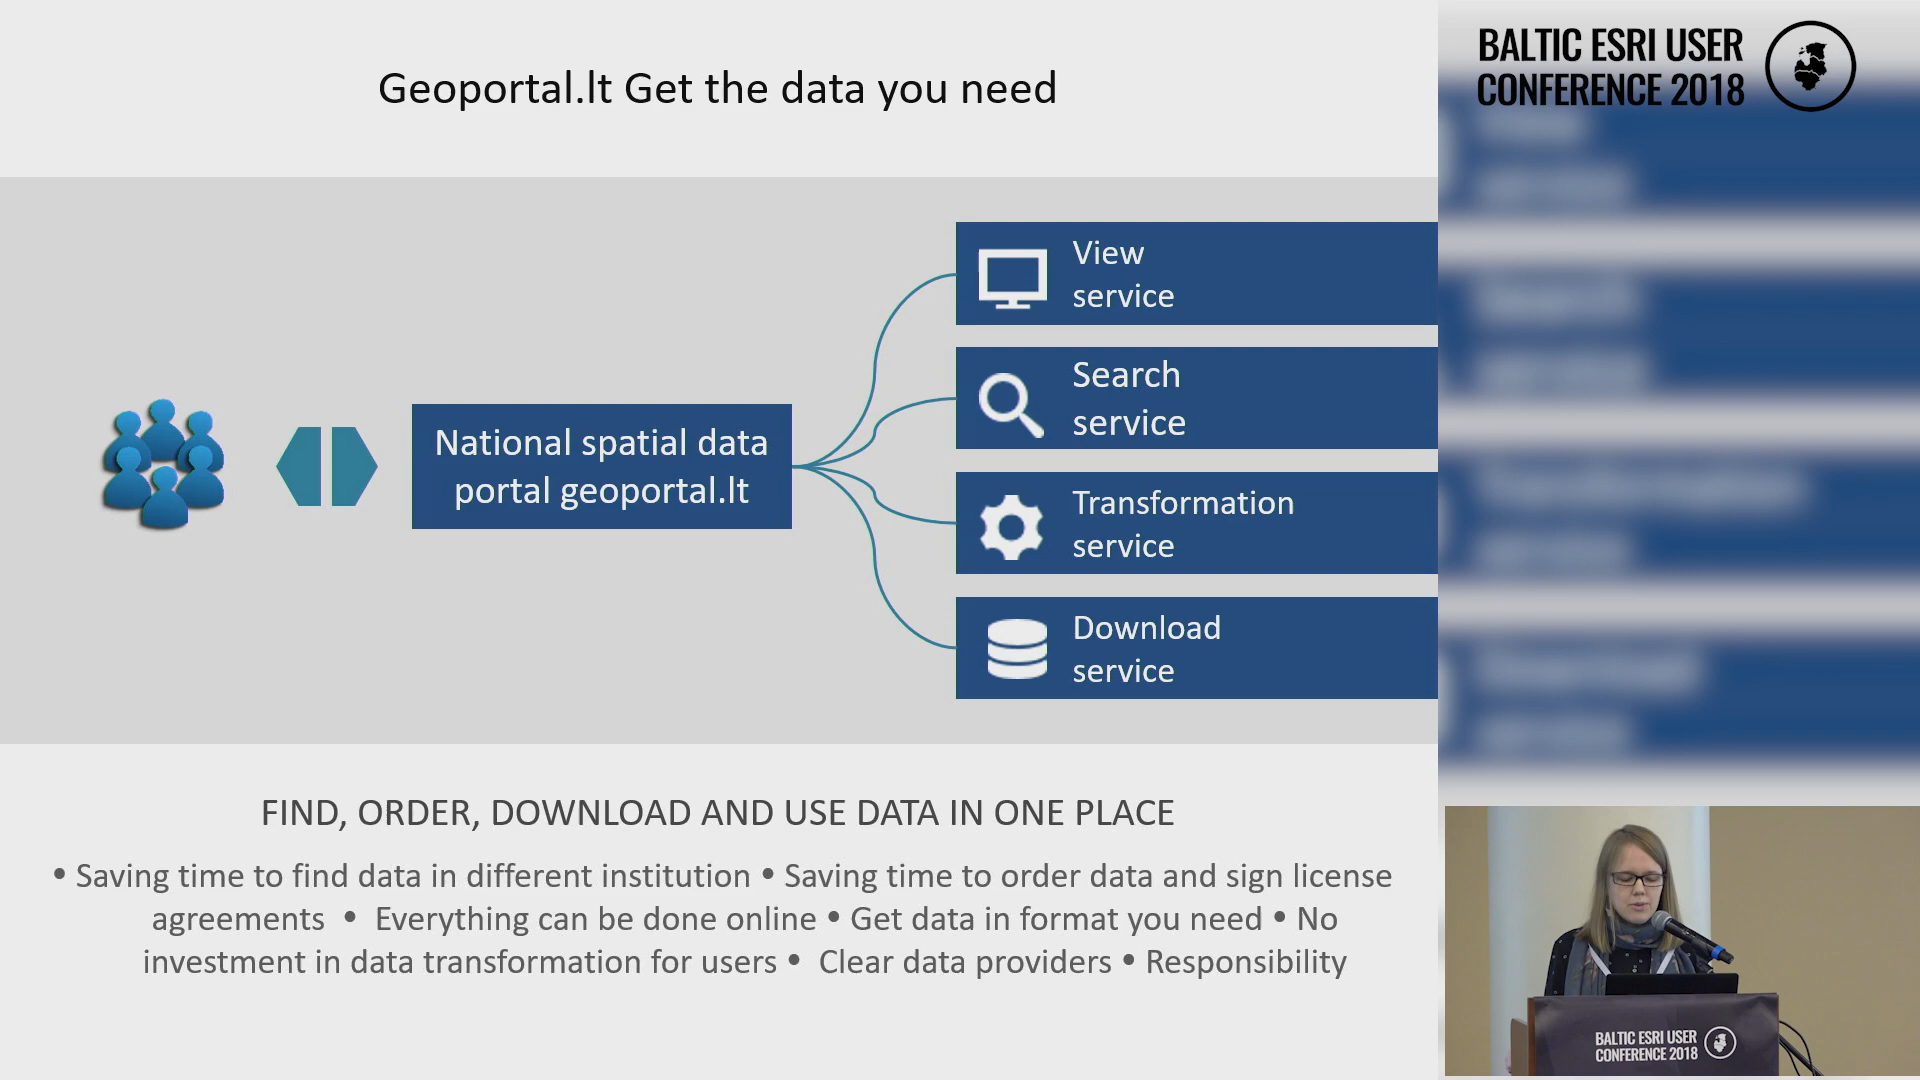 Geoportal.lt Get the data you need
BALTIC ESRI USER
CONFERENCE 2018
National spatial data
portal geoportal.lt
View
service
Search
service
Transformation
service
Download
service
FIND, ORDER, DOWNLOAD AND USE DATA IN ONE PLACE
• Saving time to find data in different institution • Saving time to order data and sign license
agreements • Everything can be done online • Get data in format you need • No
investment in data transformation for users • Clear data providers • Responsibility
BALTIC ESRI USER
CONFERENCE 2018